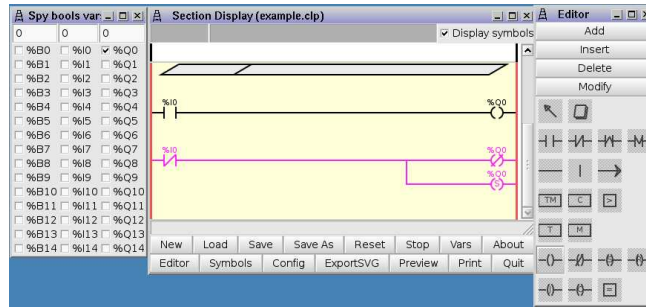 Spy bools var
0 0 0
%B0 %I0 %Q0
%B1 %I1 %Q1
%B2 %I2 %Q2
%B3 %I3 %Q3
%B4 %I4 %Q4
%B5 %I5 %Q5
%B6 %I6 %Q6
%B7 %I7 %Q7
%B8 %I8 %Q8
%B9 %I9 %Q9
%B10 %I10 %Q10
%B11 %I11 %Q11
%B12 %I12 %Q12
%B13 %I13 %Q13
%B14 %I14 %Q14
Section Display (example.clp)
Display symbols
%I0 %Q0
%I0 %Q0
%Q0
S
New Load Save Save As Reset Stop Vars About
Editor Symbols Config ExportSVG Preview Print Quit
Editor
Add
Insert
Delete
Modify
M
TM C >
T M
=